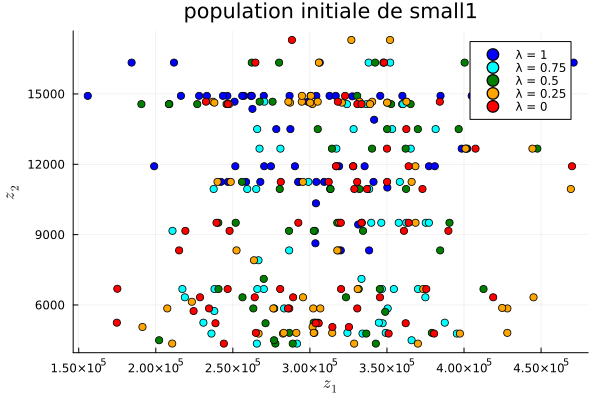 population initiale de small1
λ = 1
λ = 0.75
λ = 0.5
λ = 0.25
λ = 0
15000
12000
9000
6000
z₂
1.50×10⁵ 2.00×10⁵ 2.50×10⁵ 3.00×10⁵ 3.50×10⁵ 4.00×10⁵ 4.50×10⁵
z₁